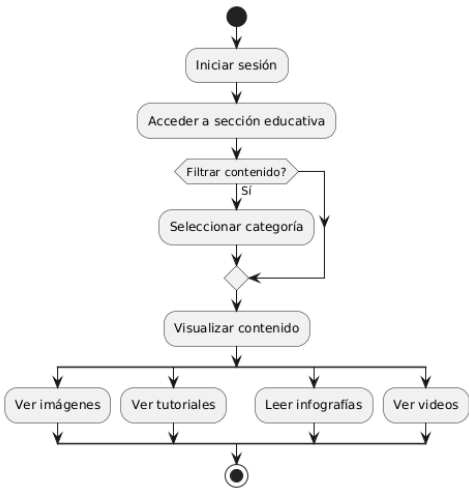 Iniciar sesión
Acceder a sección educativa
Filtrar contenido?
Sí
Seleccionar categoría
Visualizar contenido
Ver imágenes
Ver tutoriales
Leer infografías
Ver videos